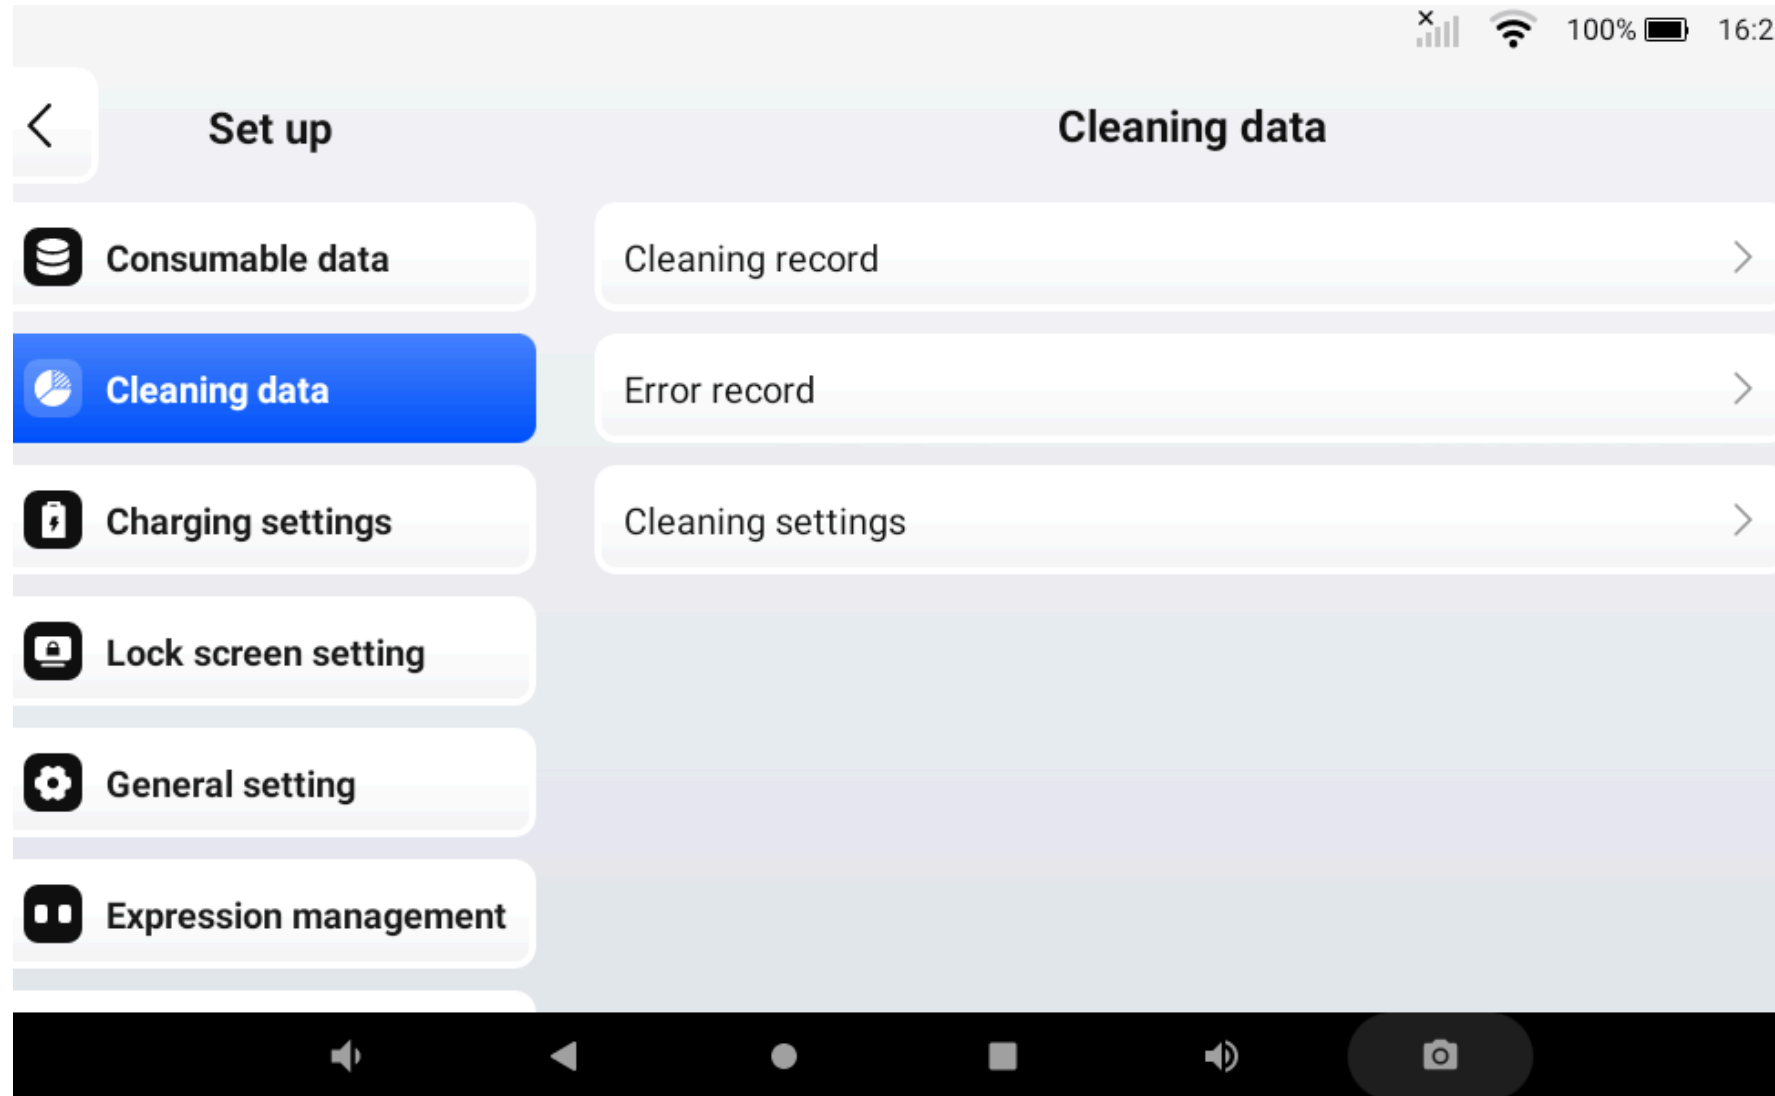 100% 16:2
Set up
Cleaning data
Consumable data
Cleaning data
Charging settings
Lock screen setting
General setting
Expression management
Cleaning record
Error record
Cleaning settings